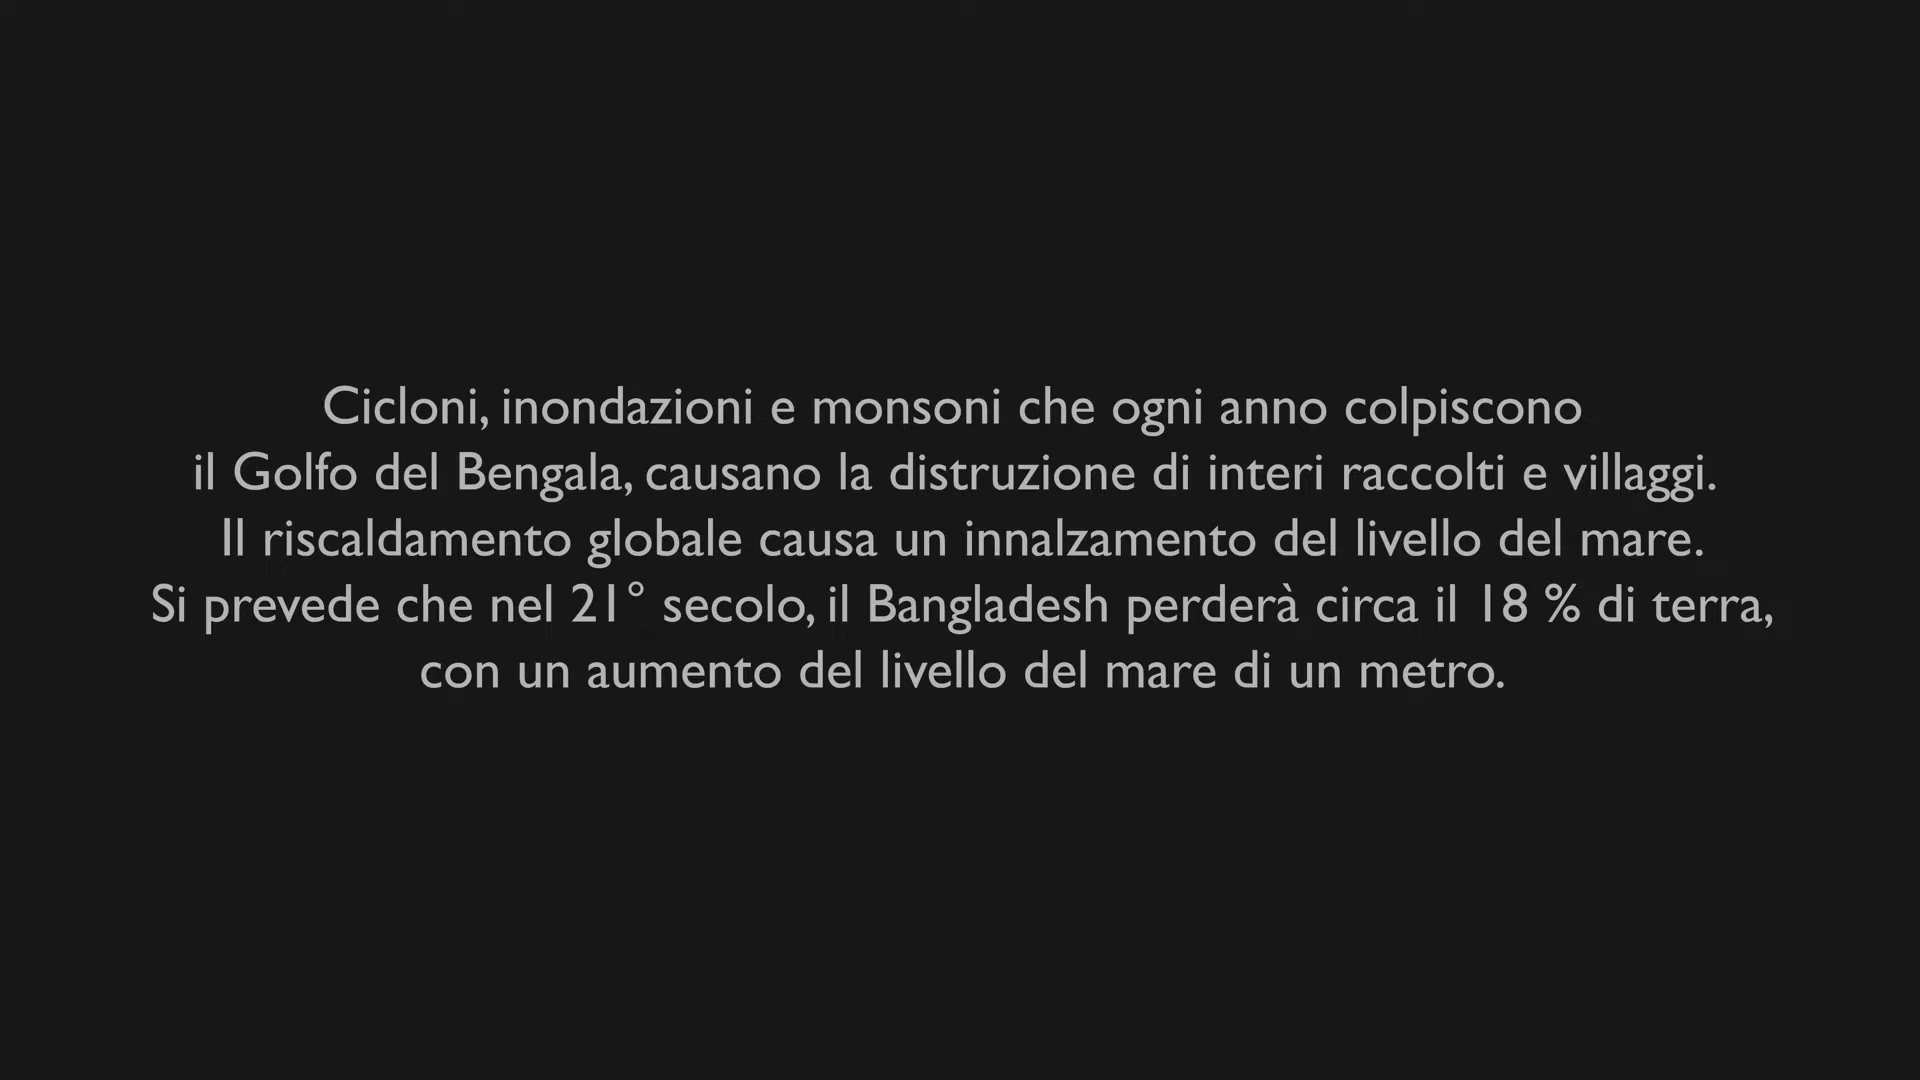 Cicloni, inondazioni e monsoni che ogni anno colpiscono
il Golfo del Bengala, causano la distruzione di interi raccolti e villaggi.
Il riscaldamento globale causa un innalzamento del livello del mare.
Si prevede che nel 21° secolo, il Bangladesh perderà circa il 18 % di terra,
con un aumento del livello del mare di un metro.